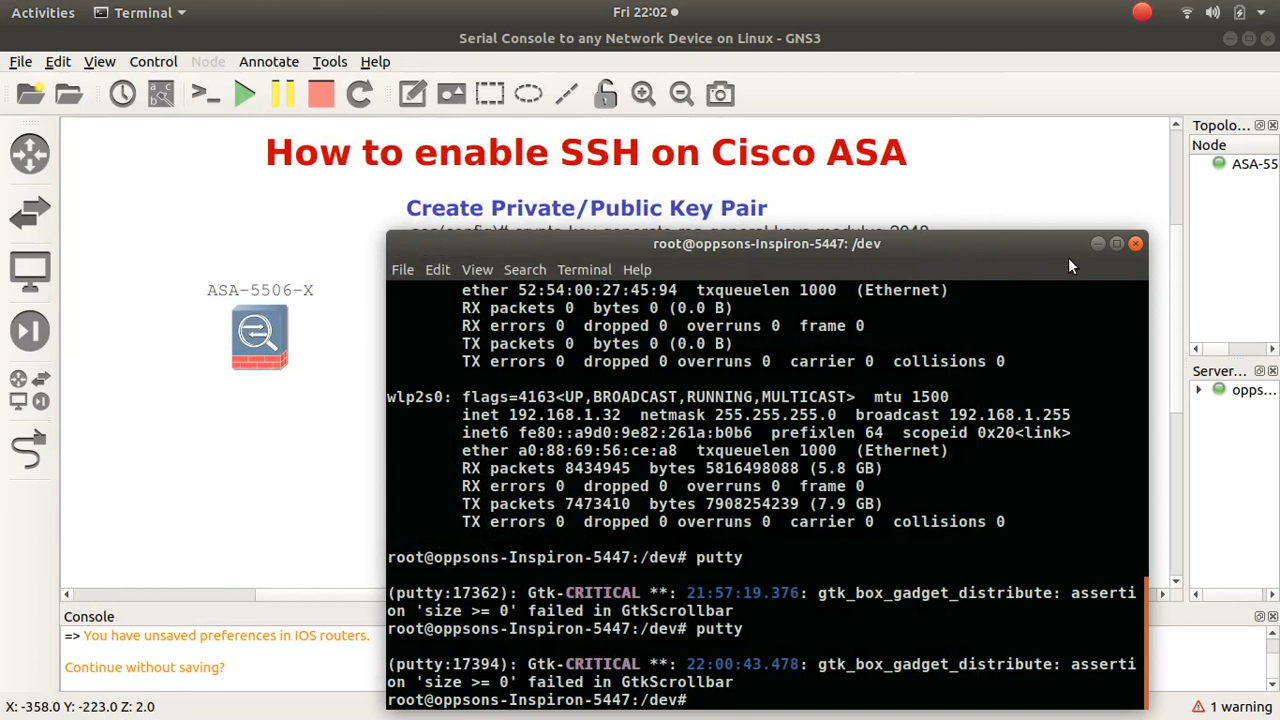 Activities
Terminal
Fri 22:02
Serial Console to any Network Device on Linux - GNS3
File Edit View Control Node Annotate Tools Help
How to enable SSH on Cisco ASA
Create Private/Public Key Pair
ASA-5506-X
Topolo...
Node
ASA-55
Server...
opps...
root@oppsons-Inspiron-5447: /dev
File Edit View Search Terminal Help
ether 52:54:00:27:45:94 txqueuelen 1000 (Ethernet)
RX packets 0 bytes 0 (0.0 B)
RX errors 0 dropped 0 overruns 0 frame 0
TX packets 0 bytes 0 (0.0 B)
TX errors 0 dropped 0 overruns 0 carrier 0 collisions 0
wlp2s0: flags=4163<UP,BROADCAST,RUNNING,MULTICAST> mtu 1500
inet 192.168.1.32 netmask 255.255.255.0 broadcast 192.168.1.255
inet6 fe80::a9d0:9e82:261a:b0b6 prefixlen 64 scopeid 0x20<link>
ether a0:88:69:56:ce:a8 txqueuelen 1000 (Ethernet)
RX packets 8434945 bytes 5816498088 (5.8 GB)
RX errors 0 dropped 0 overruns 0 frame 0
TX packets 7473410 bytes 7908254239 (7.9 GB)
TX errors 0 dropped 0 overruns 0 carrier 0 collisions 0
root@oppsons-Inspiron-5447:/dev# putty
(putty:17362): Gtk-CRITICAL **: 21:57:19.376: gtk_box_gadget_distribute: asserti
on 'size >= 0' failed in GtkScrollbar
root@oppsons-Inspiron-5447:/dev# putty
(putty:17394): Gtk-CRITICAL **: 22:00:43.478: gtk_box_gadget_distribute: asserti
on 'size >= 0' failed in GtkScrollbar
root@oppsons-Inspiron-5447:/dev#
Console
=> You have unsaved preferences in IOS routers.
Continue without saving?
X: -358.0 Y: -223.0 Z: 2.0
1 warning